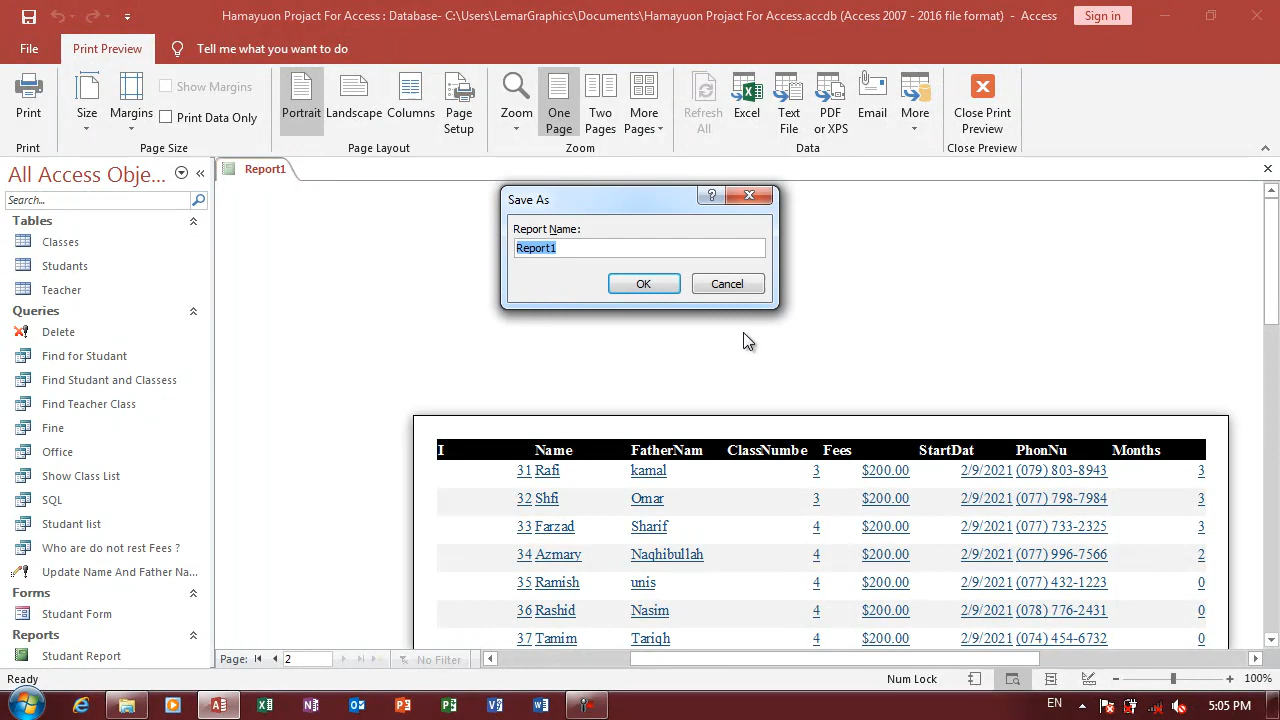 Hamayuon Projact For Access : Database- C:\Users\LemarGraphics\Documents\Hamayuon Projact For Access.accdb (Access 2007 - 2016 file format) - Access
Sign in
File
Print Preview
Tell me what you want to do
Print
Size
Margins
Show Margins
Print Data Only
Portrait
Landscape
Columns
Page Setup
Zoom
One Page
Two Pages
More Pages
Refresh All
Excel
Text File
PDF or XPS
Email
More
Close Print Preview
Print
Page Size
Page Layout
Zoom
Data
Close Preview
All Access Obje...
Search...
Tables
Classes
Students
Teacher
Queries
Delete
Find for Student
Find Student and Classess
Find Teacher Class
Fine
Office
Show Class List
SQL
Student list
Who are do not rest Fees ?
Update Name And Father Na...
Forms
Student Form
Reports
Student Report
Report1
Save As
?
Report Name:
Report1
OK
Cancel
I Name FatherNam ClassNumbe Fees StartDat PhonNu Months
31 Rafi kamal 3 $200.00 2/9/2021 (079) 803-8943 3
32 Shfi Omar 3 $200.00 2/9/2021 (077) 798-7984 3
33 Farzad Sharif 4 $200.00 2/9/2021 (077) 733-2325 3
34 Azmary Naqhibullah 4 $200.00 2/9/2021 (077) 996-7566 2
35 Ramish unis 4 $200.00 2/9/2021 (077) 432-1223 0
36 Rashid Nasim 4 $200.00 2/9/2021 (078) 776-2431 0
37 Tamim Tariqh 4 $200.00 2/9/2021 (074) 454-6732 0
Page: 2 No Filter
Ready
Num Lock
100%
EN
5:05 PM